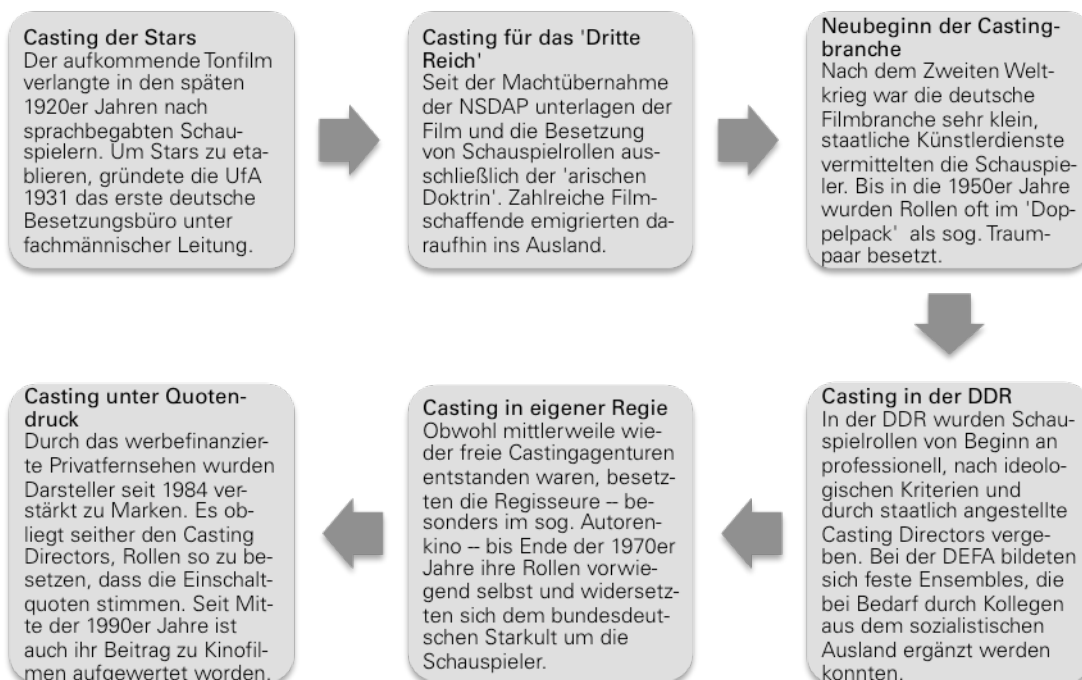 Casting der Stars
Der aufkommende Tonfilm
verlangte in den späten
1920er Jahren nach
sprachbegabten Schau-
spielern. Um Stars zu eta-
blieren, gründete die UfA
1931 das erste deutsche
Besetzungsbüro unter
fachmännischer Leitung.
Casting für das 'Dritte
Reich'
Seit der Machtübernahme
der NSDAP unterlagen der
Film und die Besetzung
von Schauspielrollen aus-
schließlich der 'arischen
Doktrin'. Zahlreiche Film-
schaffende emigrierten da-
raufhin ins Ausland.
Neubeginn der Casting-
branche
Nach dem Zweiten Welt-
krieg war die deutsche
Filmbranche sehr klein,
staatliche Künstlerdienste
vermittelten die Schauspie-
ler. Bis in die 1950er Jahre
wurden Rollen oft im 'Dop-
pelpack' als sog. Traum-
paar besetzt.
Casting in der DDR
In der DDR wurden Schau-
spielrollen von Beginn an
professionell, nach ideolo-
gischen Kriterien und
durch staatlich angestellte
Casting Directors verge-
ben. Bei der DEFA bildeten
sich feste Ensembles, die
bei Bedarf durch Kollegen
aus dem sozialistischen
Ausland ergänzt werden
konnten.
Casting in eigener Regie
Obwohl mittlerweile wie-
der freie Castingagenturen
entstanden waren, besetz-
ten die Regisseure -- be-
sonders im sog. Autoren-
kino -- bis Ende der 1970er
Jahre ihre Rollen vorwie-
gend selbst und widersetz-
ten sich dem bundesdeut-
schen Starkult um die
Schauspieler.
Casting unter Quoten-
druck
Durch das werbefinanzier-
te Privatfernsehen wurden
Darsteller seit 1984 ver-
stärkt zu Marken. Es ob-
liegt seither den Casting
Directors, Rollen so zu be-
setzen, dass die Einschalt-
quoten stimmen. Seit Mit-
te der 1990er Jahre ist
auch ihr Beitrag zu Kinofil-
men aufgewertet worden.